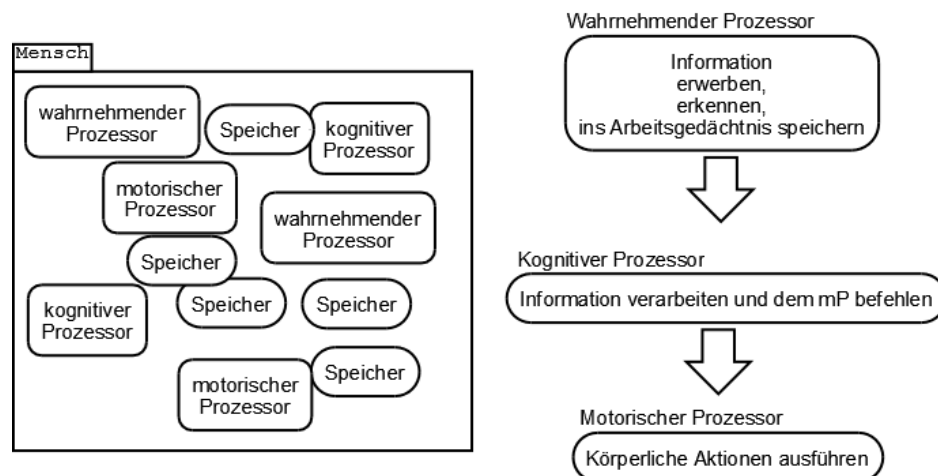 Mensch
wahrnehmender
Prozessor
Speicher
kognitiver
Prozessor
motorischer
Prozessor
wahrnehmender
Prozessor
Speicher
kognitiver
Prozessor
Speicher
Speicher
motorischer
Prozessor
Speicher
Wahrnehmender Prozessor
Information
erwerben,
erkennen,
ins Arbeitsgedächtnis speichern
Kognitiver Prozessor
Information verarbeiten und dem mP befehlen
Motorischer Prozessor
Körperliche Aktionen ausführen